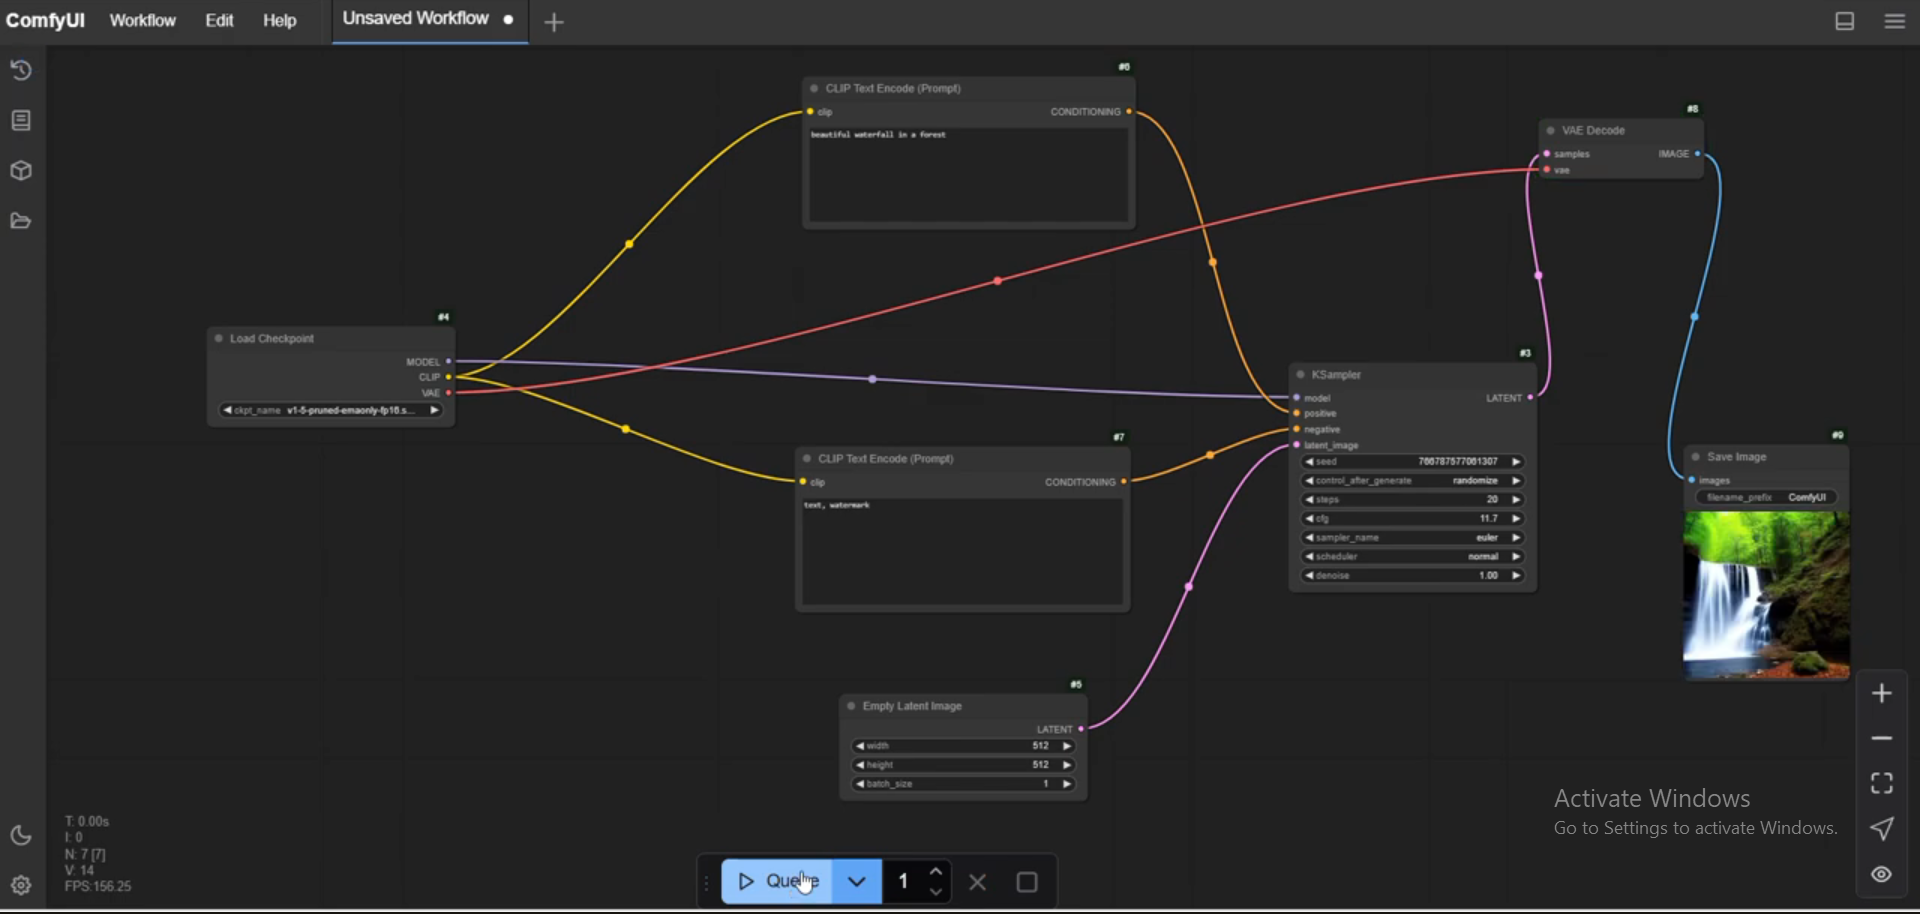 ComfyUI Workflow Edit Help Unsaved Workflow
#6
CLIP Text Encode (Prompt)
clip CONDITIONING
beautiful waterfall in a forest
#8
VAE Decode
samples IMAGE
vae
#4
Load Checkpoint
MODEL
CLIP
VAE
ckpt_name v1-5-pruned-emaonly-fp16.s...
#7
CLIP Text Encode (Prompt)
clip CONDITIONING
text, watermark
#3
KSampler
model LATENT
positive
negative
latent_image
seed 766787577061307
control_after_generate randomize
steps 20
cfg 11.7
sampler_name euler
scheduler normal
denoise 1.00
#9
Save Image
images
filename_prefix ComfyUI
#5
Empty Latent Image
LATENT
width 512
height 512
batch_size 1
Activate Windows
Go to Settings to activate Windows.
T: 0.00s
I: 0
N: 7 [7]
V: 14
FPS:156.25
Queue 1